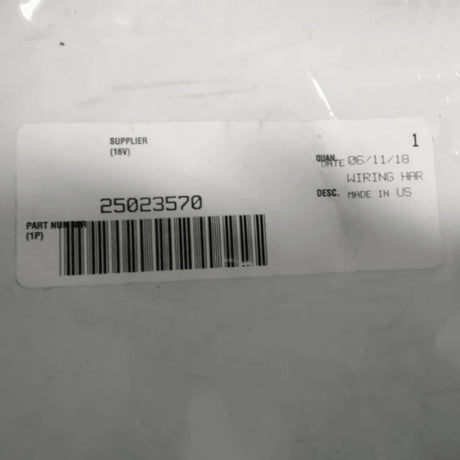 SUPPLIER
(16V)
1
QUAN.
DATE 06/11/18
WIRING HAR
DESC. MADE IN US
25023570
PART NUMBER
(1P)